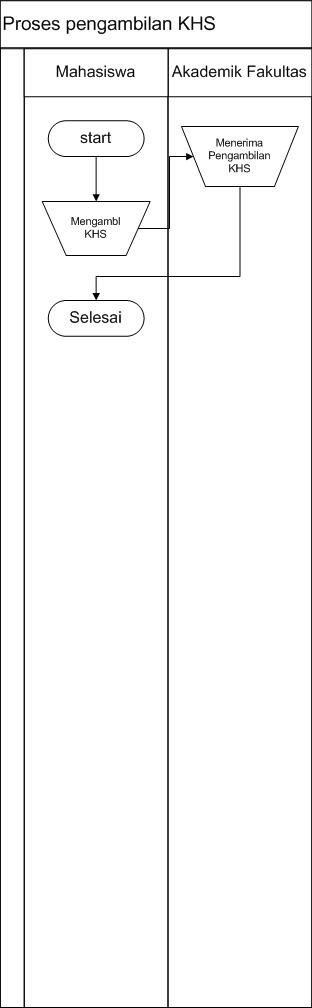 Proses pengambilan KHS
Mahasiswa
Akademik Fakultas
start
Menerima
Pengambilan
KHS
Mengambl
KHS
Selesai